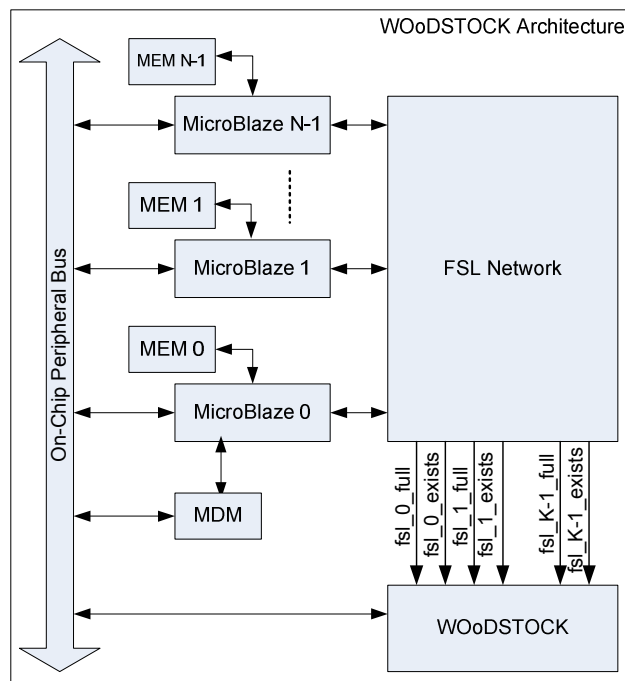 WOoDSTOCK Architecture
MEM N-1
MicroBlaze N-1
MEM 1
MicroBlaze 1
FSL Network
MEM 0
MicroBlaze 0
MDM
On-Chip Peripheral Bus
fsl_0_full
fsl_0_exists
fsl_1_full
fsl_1_exists
fsl_K-1_full
fsl_K-1_exists
WOoDSTOCK